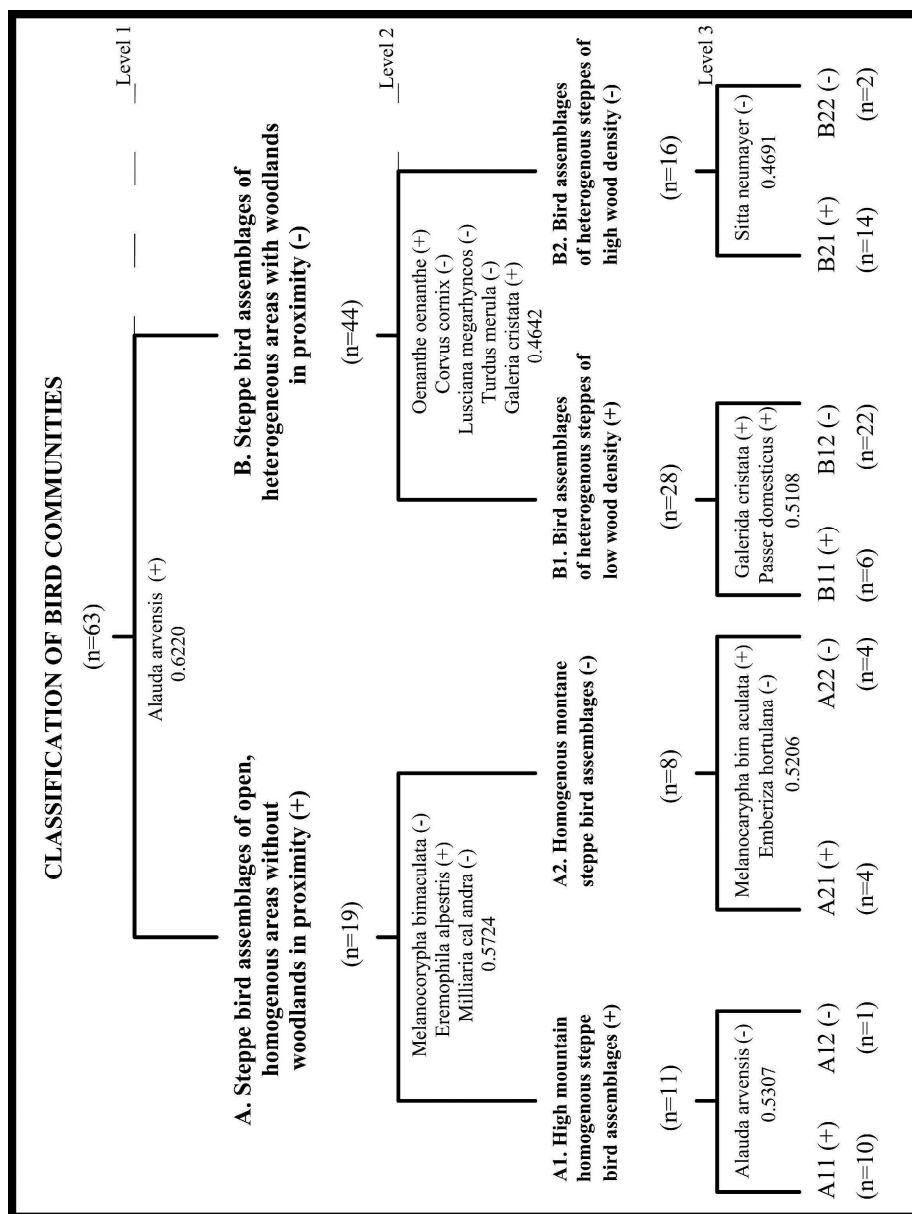 CLASSIFICATION OF BIRD COMMUNITIES
(n=63)
Level 1
Alauda arvensis (+)
0.6220
A. Steppe bird assemblages of open,
homogenous areas without
woodlands in proximity (+)
B. Steppe bird assemblages of
heterogeneous areas with woodlands
in proximity (-)
(n=19)
(n=44)
Level 2
Melanocorypha bimaculata (-)
Eremophila alpestris (+)
Milliaria cal andra (-)
0.5724
Oenanthe oenanthe (+)
Corvus cornix (-)
Lusciana megarhyncos (-)
Turdus merula (-)
Galeria cristata (+)
0.4642
A1. High mountain
homogenous steppe
bird assemblages (+)
A2. Homogenous montane
steppe bird assemblages (-)
B1. Bird assemblages
of heterogenous steppes of
low wood density (+)
B2. Bird assemblages
of heterogenous steppes of
high wood density (-)
(n=11)
(n=8)
(n=28)
(n=16)
Level 3
Alauda arvensis (-)
0.5307
Melanocarypha bim aculata (+)
Emberiza hortulana (-)
0.5206
Galerida cristata (+)
Passer domesticus (+)
0.5108
Sitta neumayer (-)
0.4691
A11 (+)
A12 (-)
A21 (+)
A22 (-)
B11 (+)
B12 (-)
B21 (+)
B22 (-)
(n=10)
(n=1)
(n=4)
(n=4)
(n=6)
(n=22)
(n=14)
(n=2)